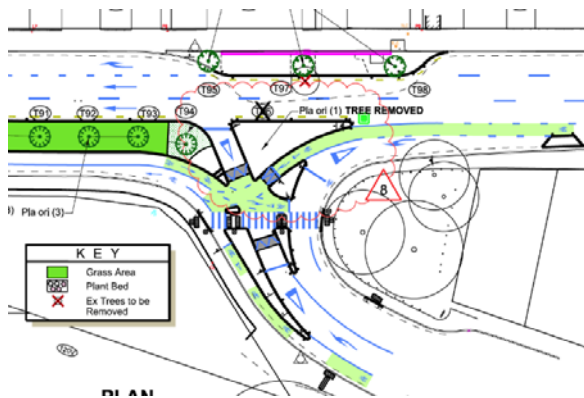 T95
T97
T98
T91
T92
T93
T94
Pla ori (1) TREE REMOVED
8
Pla ori (3)
K E Y
Grass Area
Plant Bed
Ex Trees to be
Removed
PLAN